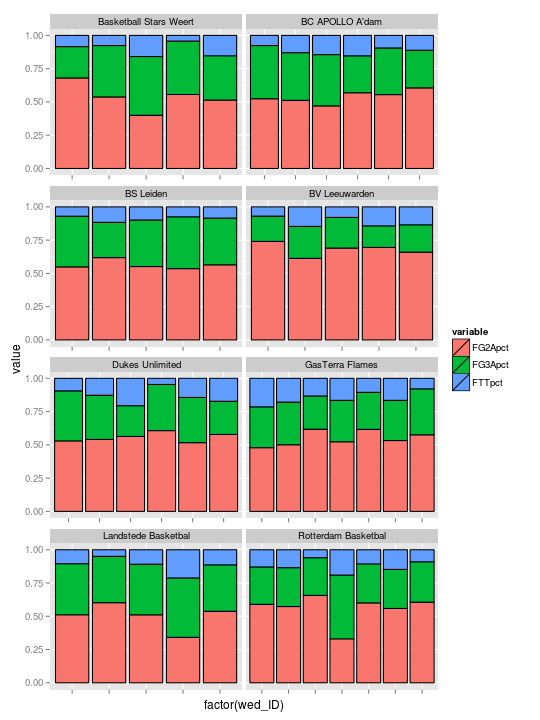 Basketball Stars Weert
BC APOLLO A'dam
1.00
0.75
0.50
0.25
0.00
BS Leiden
BV Leeuwarden
1.00
0.75
0.50
0.25
0.00
Dukes Unlimited
GasTerra Flames
1.00
0.75
0.50
0.25
0.00
Landstede Basketbal
Rotterdam Basketbal
1.00
0.75
0.50
0.25
0.00
value
factor(wed_ID)
variable
FG2Apct
FG3Apct
FTTpct